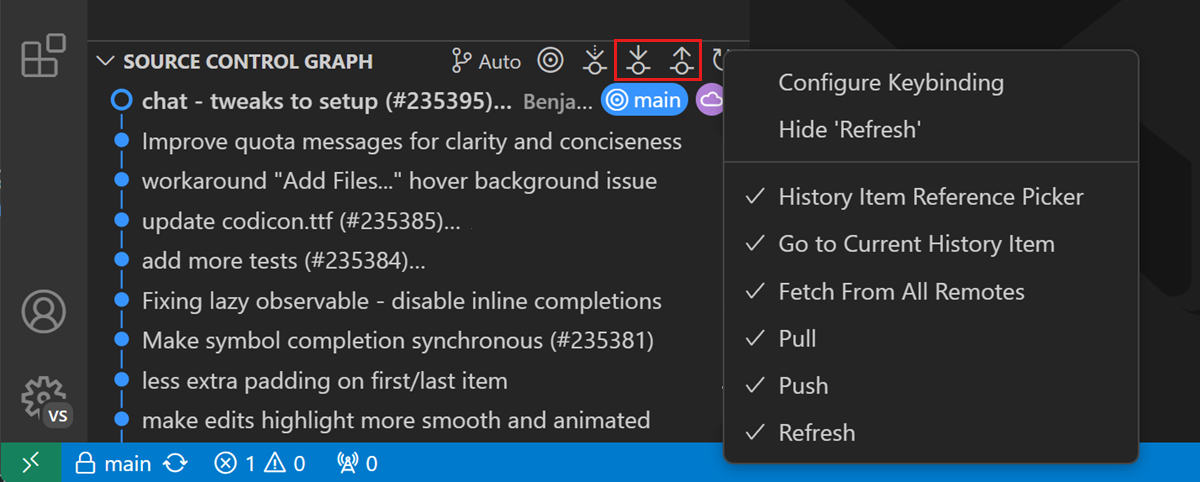 SOURCE CONTROL GRAPH Auto
chat - tweaks to setup (#235395)... Benja... main
Improve quota messages for clarity and conciseness
workaround "Add Files..." hover background issue
update codicon.ttf (#235385)...
add more tests (#235384)...
Fixing lazy observable - disable inline completions
Make symbol completion synchronous (#235381)
less extra padding on first/last item
make edits highlight more smooth and animated
Configure Keybinding
Hide 'Refresh'
History Item Reference Picker
Go to Current History Item
Fetch From All Remotes
Pull
Push
Refresh
VS
main 1 0 0